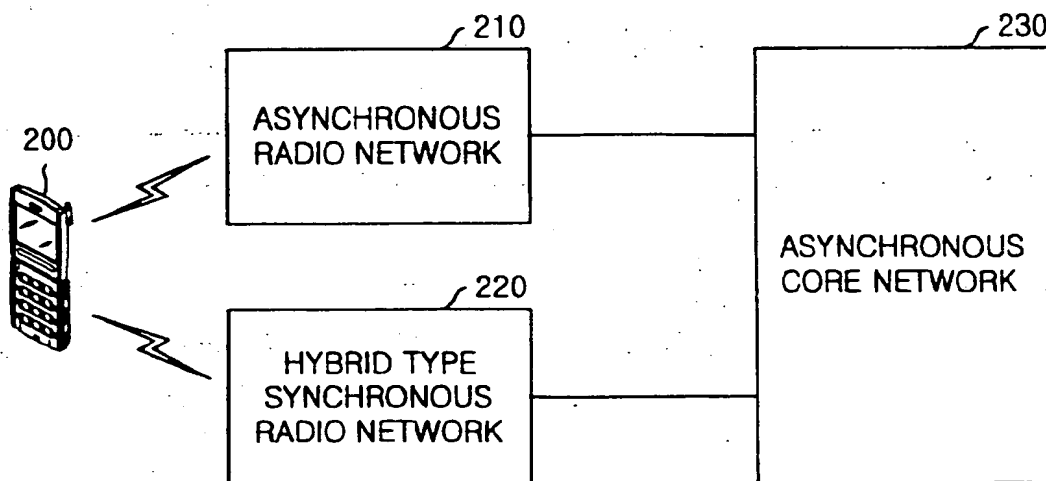 210
230
ASYNCHRONOUS
RADIO NETWORK
200
ASYNCHRONOUS
CORE NETWORK
220
HYBRID TYPE
SYNCHRONOUS
RADIO NETWORK